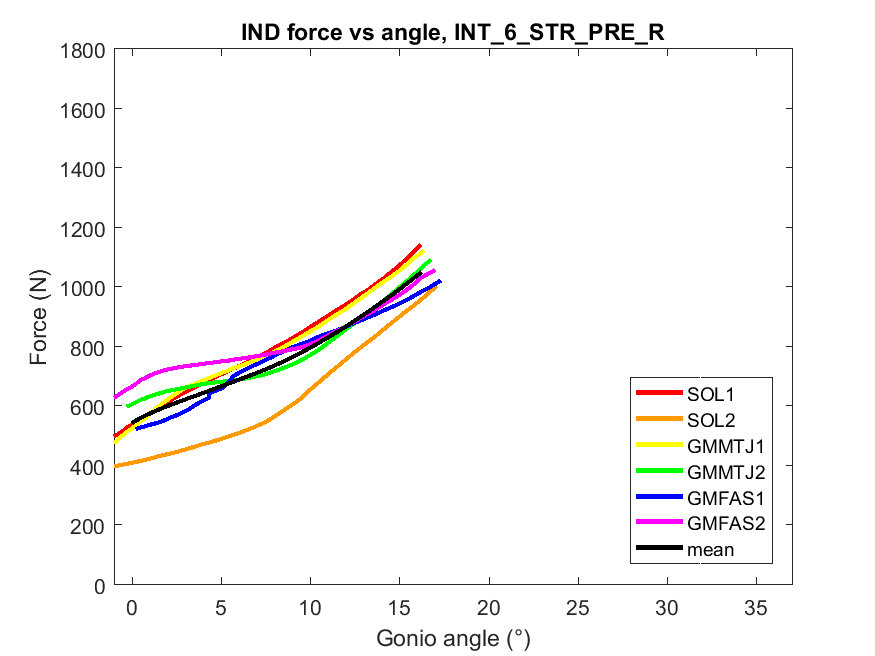 IND force vs angle, INT_6_STR_PRE_R
1800
1600
1400
1200
1000
800
600
400
200
0
Force (N)
0 5 10 15 20 25 30 35
Gonio angle (°)
SOL1
SOL2
GMMTJ1
GMMTJ2
GMFAS1
GMFAS2
mean